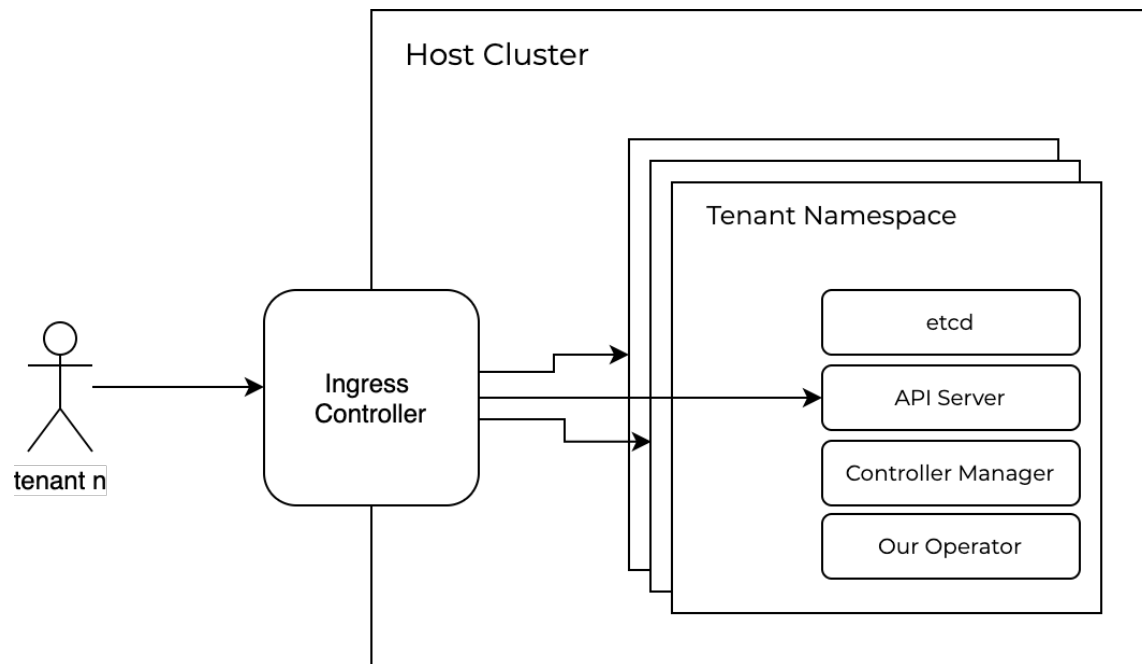 Host Cluster
Tenant Namespace
etcd
Ingress
Controller
API Server
Controller Manager
tenant n
Our Operator